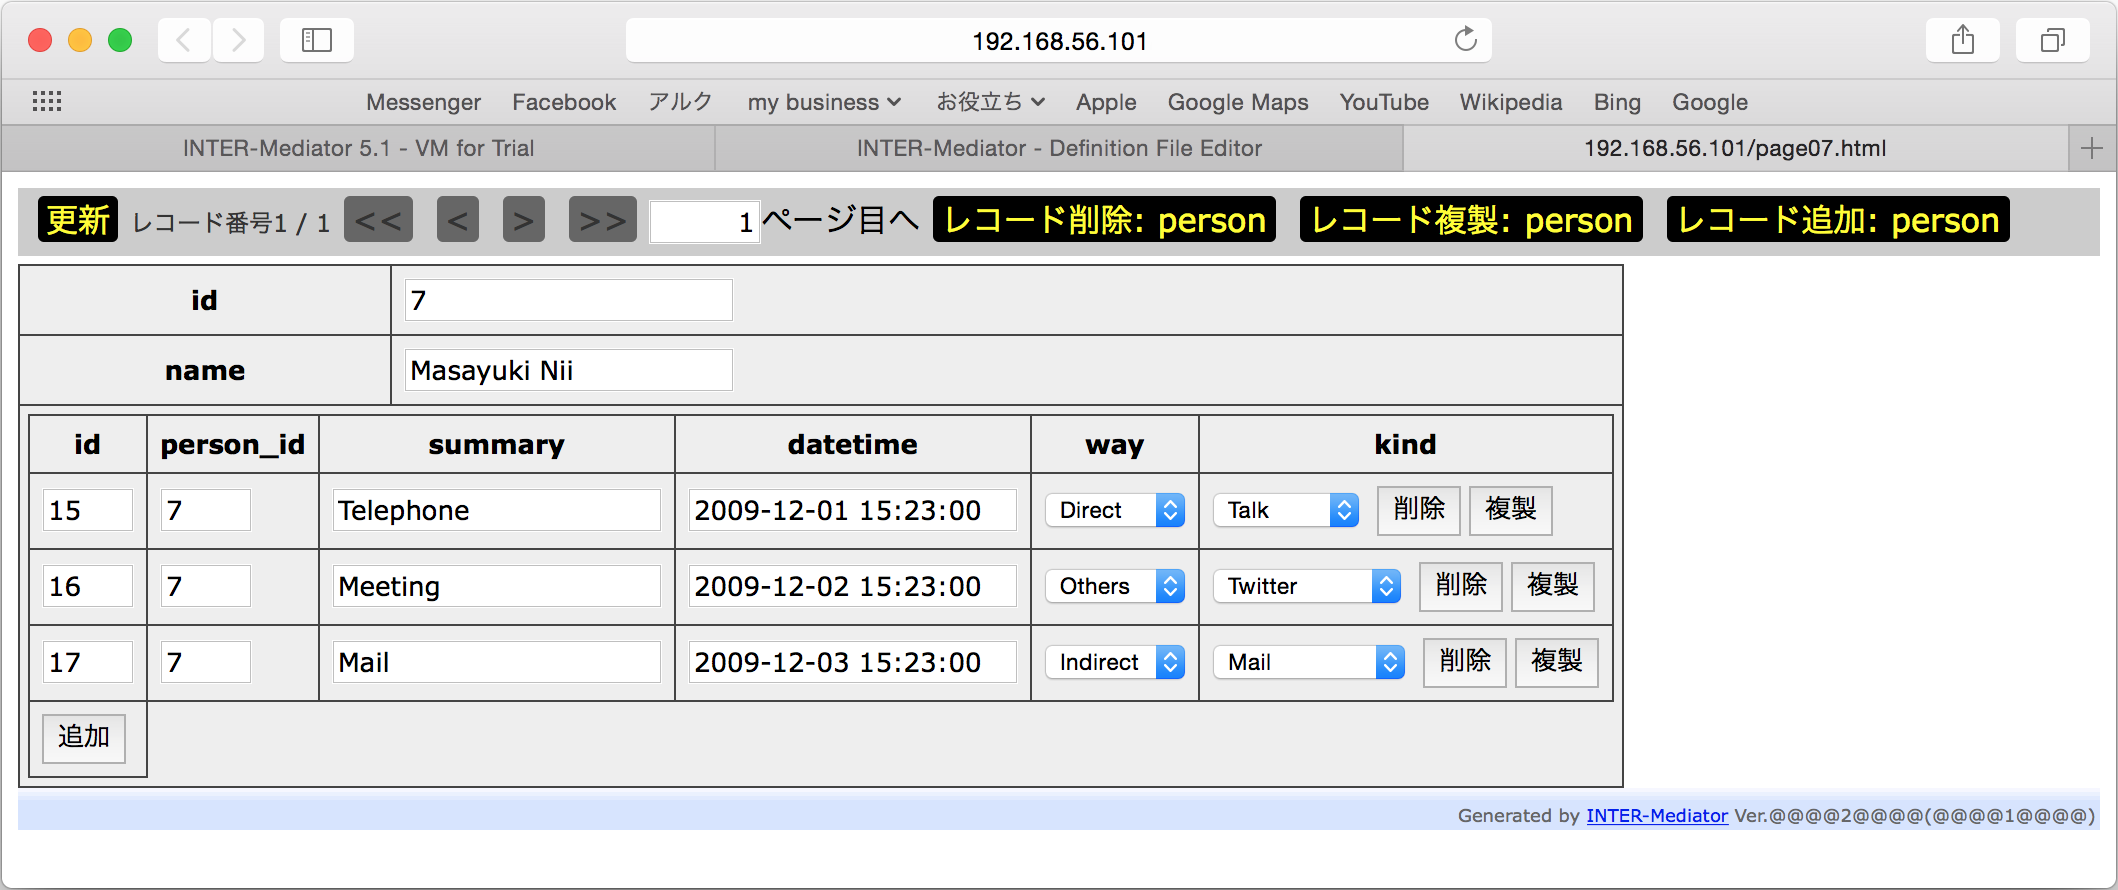 192.168.56.101
Messenger Facebook アルク my business お役立ち Apple Google Maps YouTube Wikipedia Bing Google
INTER-Mediator 5.1 - VM for Trial INTER-Mediator - Definition File Editor 192.168.56.101/page07.html
更新 レコード番号1 / 1 << < > >> 1 ページ目へ レコード削除: person レコード複製: person レコード追加: person
id 7
name Masayuki Nii
id person_id summary datetime way kind
15 7 Telephone 2009-12-01 15:23:00 Direct Talk 削除 複製
16 7 Meeting 2009-12-02 15:23:00 Others Twitter 削除 複製
17 7 Mail 2009-12-03 15:23:00 Indirect Mail 削除 複製
追加
Generated by INTER-Mediator Ver.@@@@2@@@@(@@@@1@@@@)